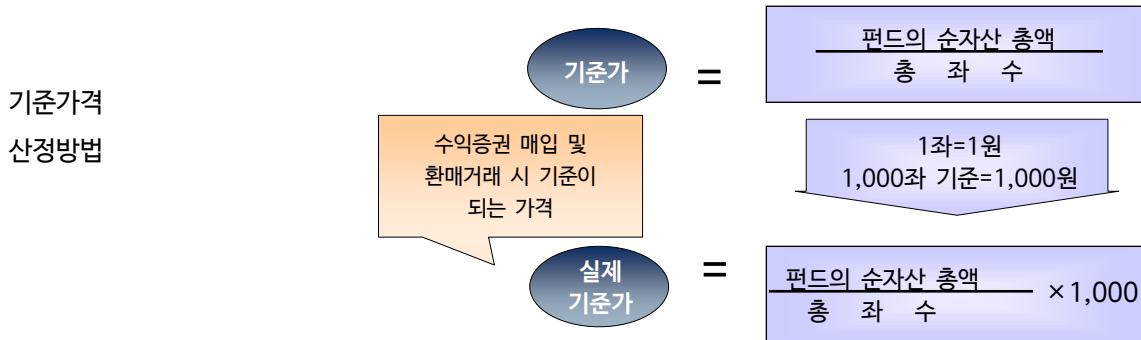 기준가격
산정방법
기준가
=
펀드의 순자산 총액
총 좌 수
수익증권 매입 및
환매거래 시 기준이
되는 가격
1좌=1원
1,000좌 기준=1,000원
실제
기준가
=
펀드의 순자산 총액
총 좌 수
×1,000